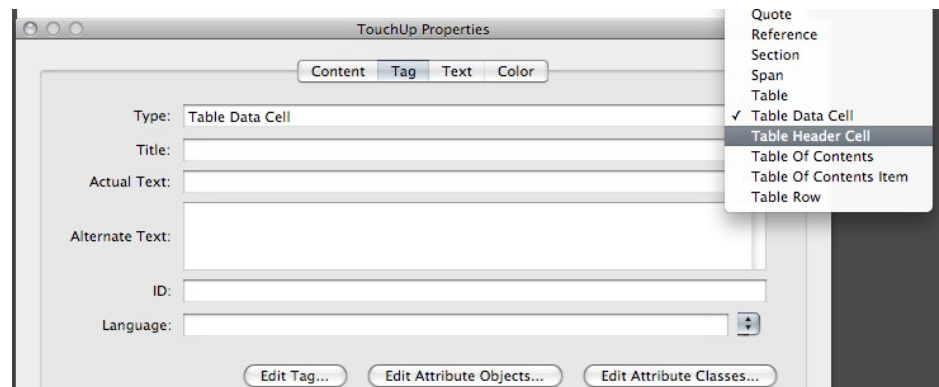 TouchUp Properties
Content Tag Text Color
Type: Table Data Cell
Title:
Actual Text:
Alternate Text:
ID:
Language:
Edit Tag... Edit Attribute Objects... Edit Attribute Classes...
Quote
Reference
Section
Span
Table
✓ Table Data Cell
Table Header Cell
Table Of Contents
Table Of Contents Item
Table Row